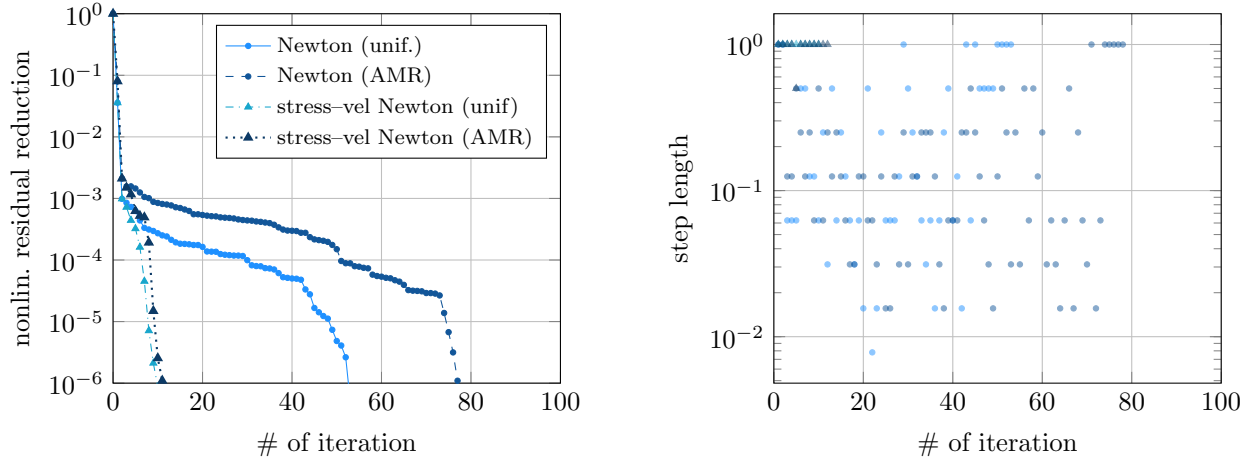 nonlin. residual reduction
10^0
10^−1
10^−2
10^−3
10^−4
10^−5
10^−6
Newton (unif.)
Newton (AMR)
stress–vel Newton (unif)
stress–vel Newton (AMR)
0 20 40 60 80 100
# of iteration
step length
10^0
10^−1
10^−2
0 20 40 60 80 100
# of iteration